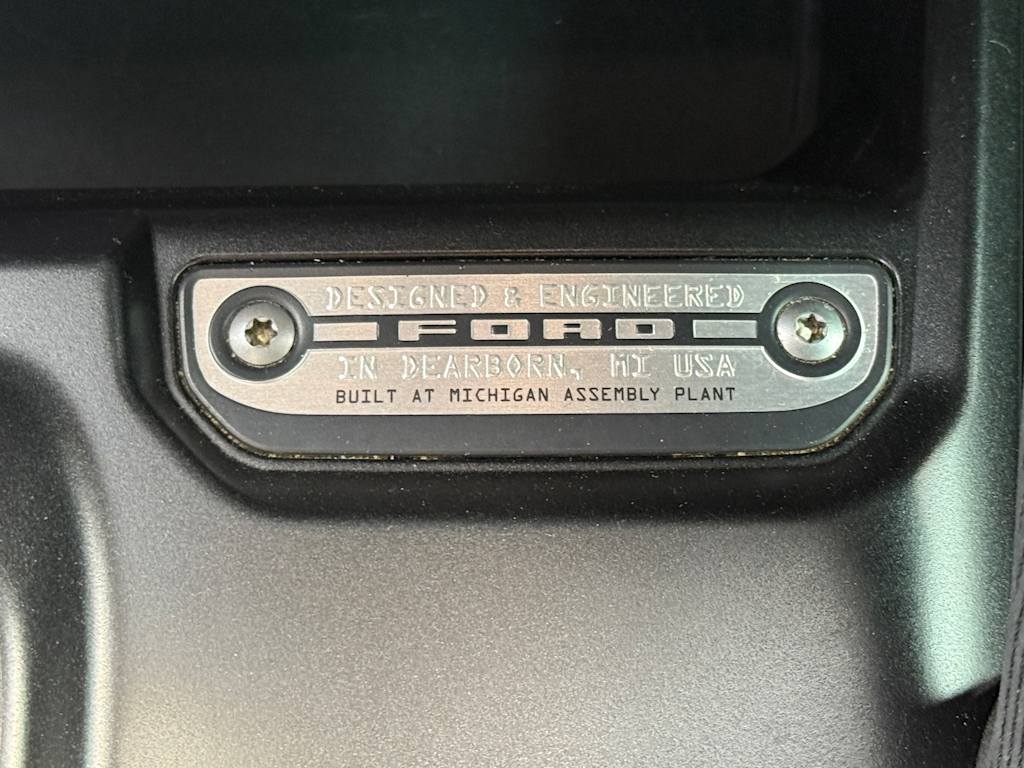 DESIGNED & ENGINEERED
FORD
IN DEARBORN, MI USA
BUILT AT MICHIGAN ASSEMBLY PLANT